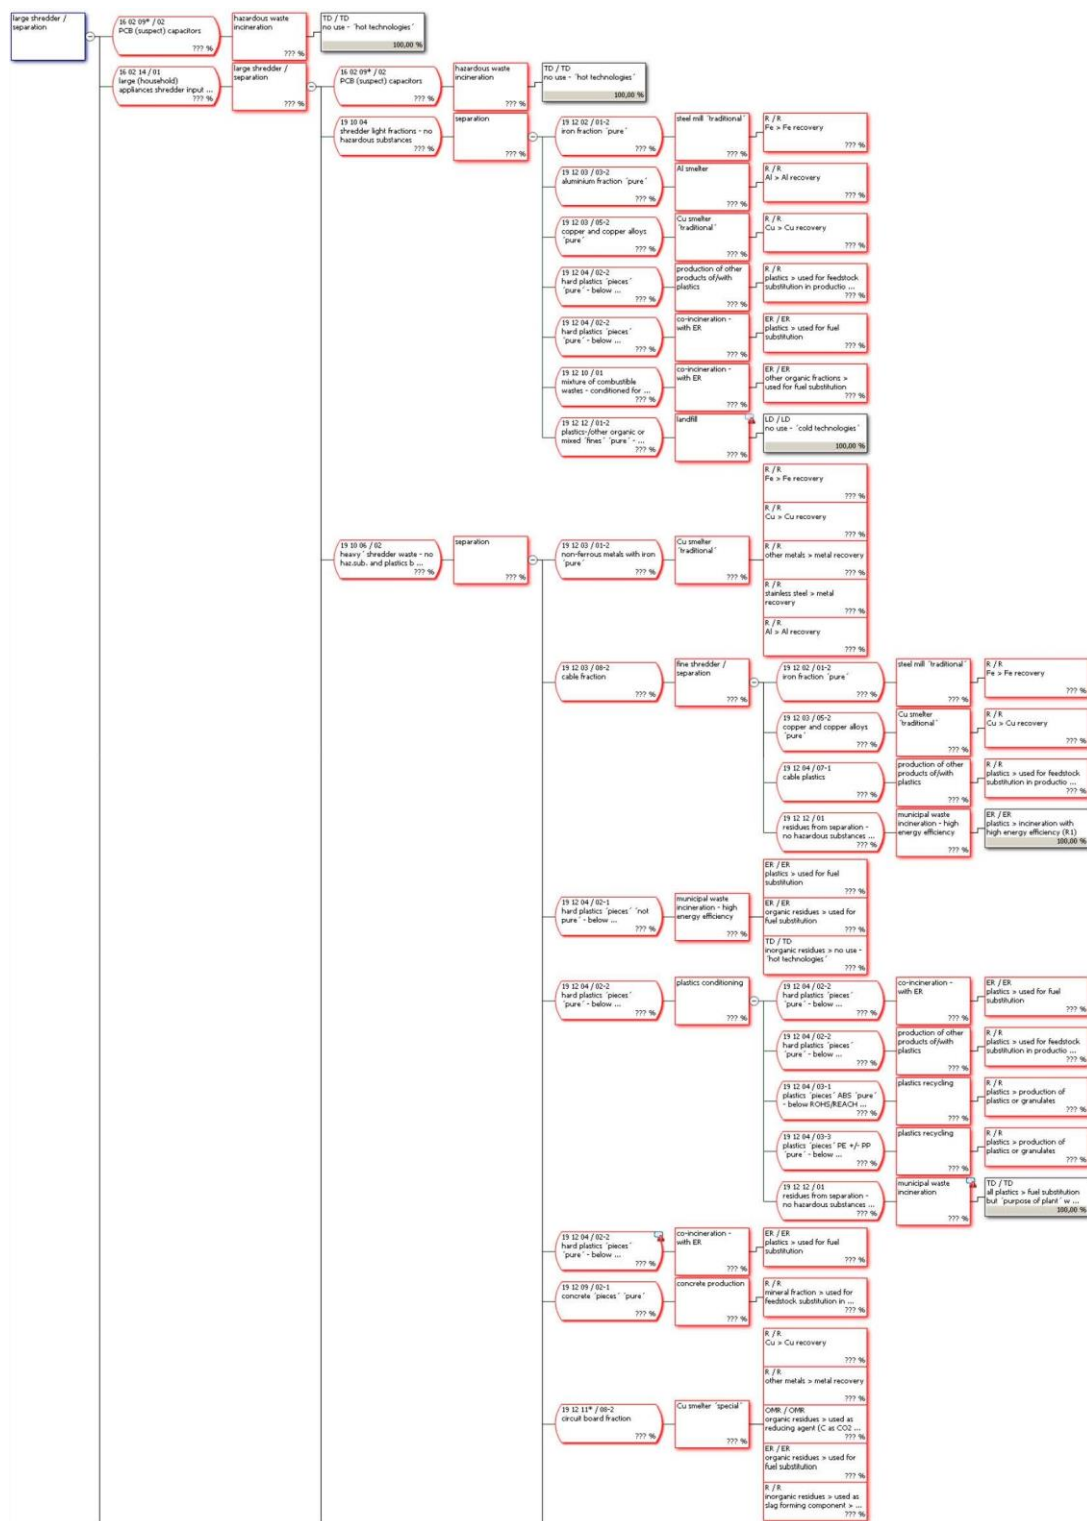 large shredder /
separation
16 02 09* / 02
PCB (suspect) capacitors
??? %
hazardous waste
incineration
??? %
TD / TD
no use - ´hot technologies´
100,00 %
16 02 14 / 01
large (household)
appliances shredder input ...
??? %
large shredder /
separation
??? %
16 02 09* / 02
PCB (suspect) capacitors
??? %
hazardous waste
incineration
??? %
TD / TD
no use - ´hot technologies´
100,00 %
19 10 04
shredder light fractions - no
hazardous substances
??? %
separation
??? %
19 12 02 / 01-2
iron fraction ´pure´
??? %
steel mill ´traditional´
??? %
R / R
Fe > Fe recovery
??? %
19 12 03 / 03-2
aluminium fraction ´pure´
??? %
Al smelter
??? %
R / R
Al > Al recovery
??? %
19 12 03 / 05-2
copper and copper alloys
´pure´
??? %
Cu smelter
´traditional´
??? %
R / R
Cu > Cu recovery
??? %
19 12 04 / 02-2
hard plastics ´pieces´
´pure´ - below ...
??? %
production of other
products of/with
plastics
??? %
R / R
plastics > used for feedstock
substitution in productio ...
??? %
19 12 04 / 02-2
hard plastics ´pieces´
´pure´ - below ...
??? %
co-incineration -
with ER
??? %
ER / ER
plastics > used for fuel
substitution
??? %
19 12 10 / 01
mixture of combustible
wastes - conditioned for ...
??? %
co-incineration -
with ER
??? %
ER / ER
other organic fractions >
used for fuel substitution
??? %
19 12 12 / 01-2
plastics-/other organic or
mixed ´fines´ ´pure´ - ...
??? %
landfill
??? %
LD / LD
no use - ´cold technologies´
100,00 %
19 10 06 / 02
heavy´ shredder waste - no
haz.sub. and plastics b ...
??? %
separation
??? %
19 12 03 / 01-2
non-ferrous metals with iron
´pure´
??? %
Cu smelter
´traditional´
??? %
R / R
Fe > Fe recovery
??? %
R / R
Cu > Cu recovery
??? %
R / R
other metals > metal recovery
??? %
R / R
stainless steel > metal
recovery
??? %
R / R
Al > Al recovery
??? %
19 12 03 / 08-2
cable fraction
??? %
fine shredder /
separation
??? %
19 12 02 / 01-2
iron fraction ´pure´
??? %
steel mill ´traditional´
??? %
R / R
Fe > Fe recovery
??? %
19 12 03 / 05-2
copper and copper alloys
´pure´
??? %
Cu smelter
´traditional´
??? %
R / R
Cu > Cu recovery
??? %
19 12 04 / 07-1
cable plastics
??? %
production of other
products of/with
plastics
??? %
R / R
plastics > used for feedstock
substitution in productio ...
??? %
19 12 12 / 01
residues from separation -
no hazardous substances ...
??? %
municipal waste
incineration - high
energy efficiency
??? %
ER / ER
plastics > incineration with
high energy efficiency (R1)
100,00 %
19 12 04 / 02-1
hard plastics ´pieces´ ´not
pure´ - below ...
??? %
municipal waste
incineration - high
energy efficiency
??? %
ER / ER
plastics > used for fuel
substitution
??? %
ER / ER
organic residues > used for
fuel substitution
??? %
TD / TD
inorganic residues > no use -
´hot technologies´
??? %
19 12 04 / 02-2
hard plastics ´pieces´
´pure´ - below ...
??? %
plastics conditioning
??? %
19 12 04 / 02-2
hard plastics ´pieces´
´pure´ - below ...
??? %
co-incineration -
with ER
??? %
ER / ER
plastics > used for fuel
substitution
??? %
19 12 04 / 02-2
hard plastics ´pieces´
´pure´ - below ...
??? %
production of other
products of/with
plastics
??? %
R / R
plastics > used for feedstock
substitution in productio ...
??? %
19 12 04 / 03-1
plastics ´pieces´ ABS ´pure´
- below ROHS/REACH ...
??? %
plastics recycling
??? %
R / R
plastics > production of
plastics or granulates
??? %
19 12 04 / 03-3
plastics ´pieces´ PE +/- PP
´pure´ - below ...
??? %
plastics recycling
??? %
R / R
plastics > production of
plastics or granulates
??? %
19 12 12 / 01
residues from separation -
no hazardous substances ...
??? %
municipal waste
incineration
??? %
TD / TD
all plastics > fuel substitution
but ´purpose of plant´ w ...
100,00 %
19 12 04 / 02-2
hard plastics ´pieces´
´pure´ - below ...
??? %
co-incineration -
with ER
??? %
ER / ER
plastics > used for fuel
substitution
??? %
19 12 09 / 02-1
concrete ´pieces´ ´pure´
??? %
concrete production
??? %
R / R
mineral fraction > used for
feedstock substitution in ...
??? %
19 12 11* / 08-2
circuit board fraction
??? %
Cu smelter ´special´
??? %
R / R
Cu > Cu recovery
??? %
R / R
other metals > metal recovery
??? %
OMR / OMR
organic residues > used as
reducing agent (C as CO2 ...
??? %
ER / ER
organic residues > used for
fuel substitution
??? %
R / R
inorganic residues > used as
slag forming component > ...
??? %